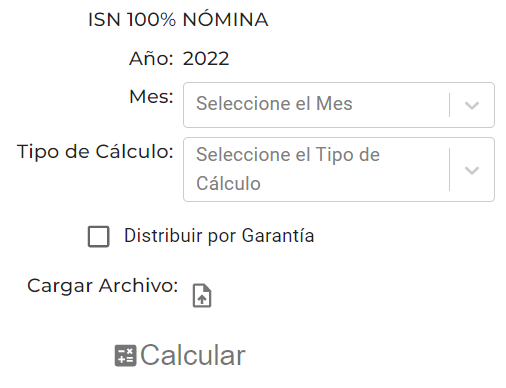 ISN 100% NÓMINA
Año: 2022
Mes: Seleccione el Mes
Tipo de Cálculo: Seleccione el Tipo de
Cálculo
Distribuir por Garantía
Cargar Archivo:
Calcular